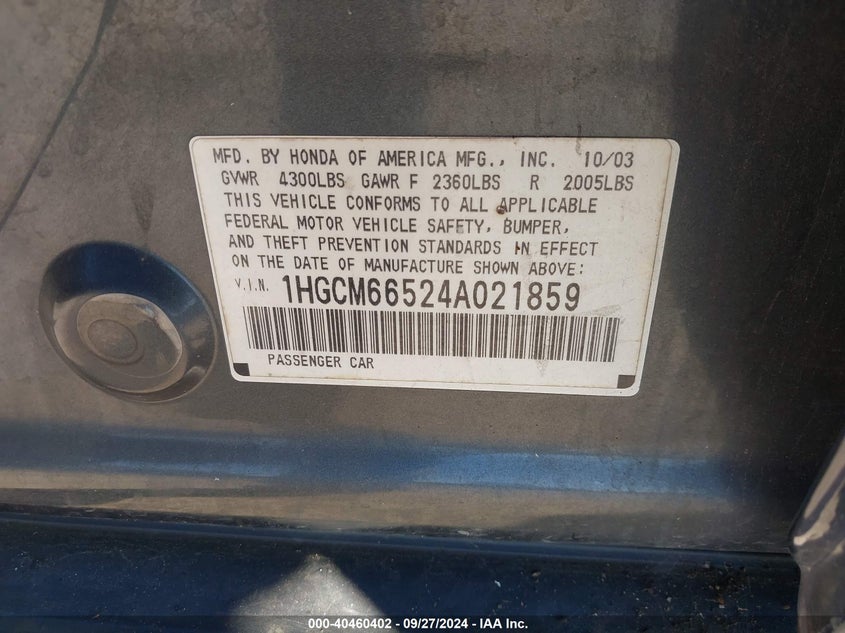 MFD. BY HONDA OF AMERICA MFG., INC. 10/03
GVWR 4300LBS GAWR F 2360LBS R 2005LBS
THIS VEHICLE CONFORMS TO ALL APPLICABLE
FEDERAL MOTOR VEHICLE SAFETY, BUMPER,
AND THEFT PREVENTION STANDARDS IN EFFECT
ON THE DATE OF MANUFACTURE SHOWN ABOVE:
V.I.N. 1HGCM66524A021859
PASSENGER CAR
000-40460402 - 09/27/2024 - IAA Inc.